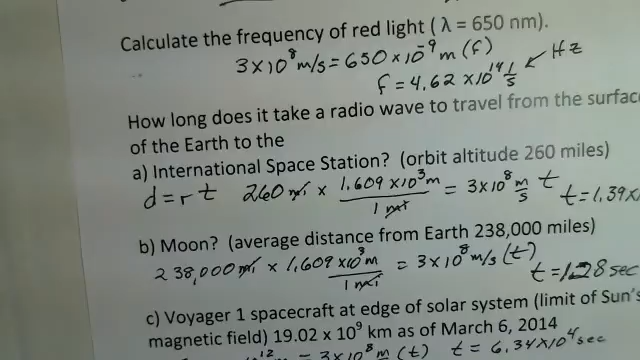 Calculate the frequency of red light ( λ = 650 nm).
3 x 10⁸ m/s = 650 x 10⁻⁹ m (f)
f = 4.62 x 10¹⁴ 1/s ← Hz
How long does it take a radio wave to travel from the surface
of the Earth to the
a) International Space Station? (orbit altitude 260 miles)
d = r t 260 mi x 1.609 x 10³ m / 1 mi = 3 x 10⁸ m/s t t = 1.39 x
b) Moon? (average distance from Earth 238,000 miles)
238,000 mi x 1.609 x 10³ m / 1 mi = 3 x 10⁸ m/s (t) t = 1.28 sec
c) Voyager 1 spacecraft at edge of solar system (limit of Sun's
magnetic field) 19.02 x 10⁹ km as of March 6, 2014
= 3 x 10⁸ m/s (t) t = 6.34 x 10⁴ sec